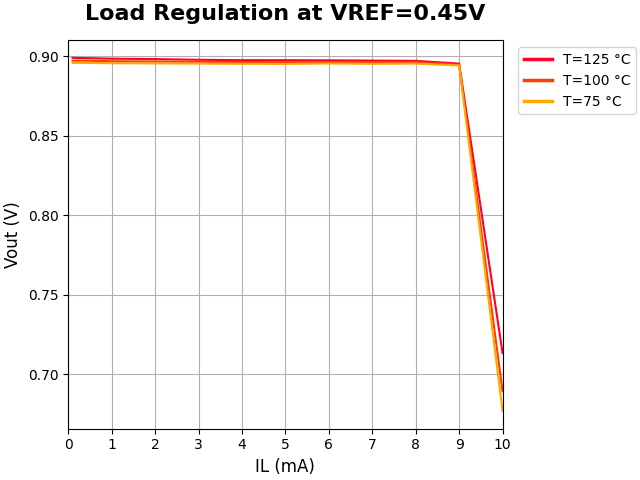 Load Regulation at VREF=0.45V
T=125 °C
T=100 °C
T=75 °C
Vout (V)
0.90
0.85
0.80
0.75
0.70
0 1 2 3 4 5 6 7 8 9 10
IL (mA)